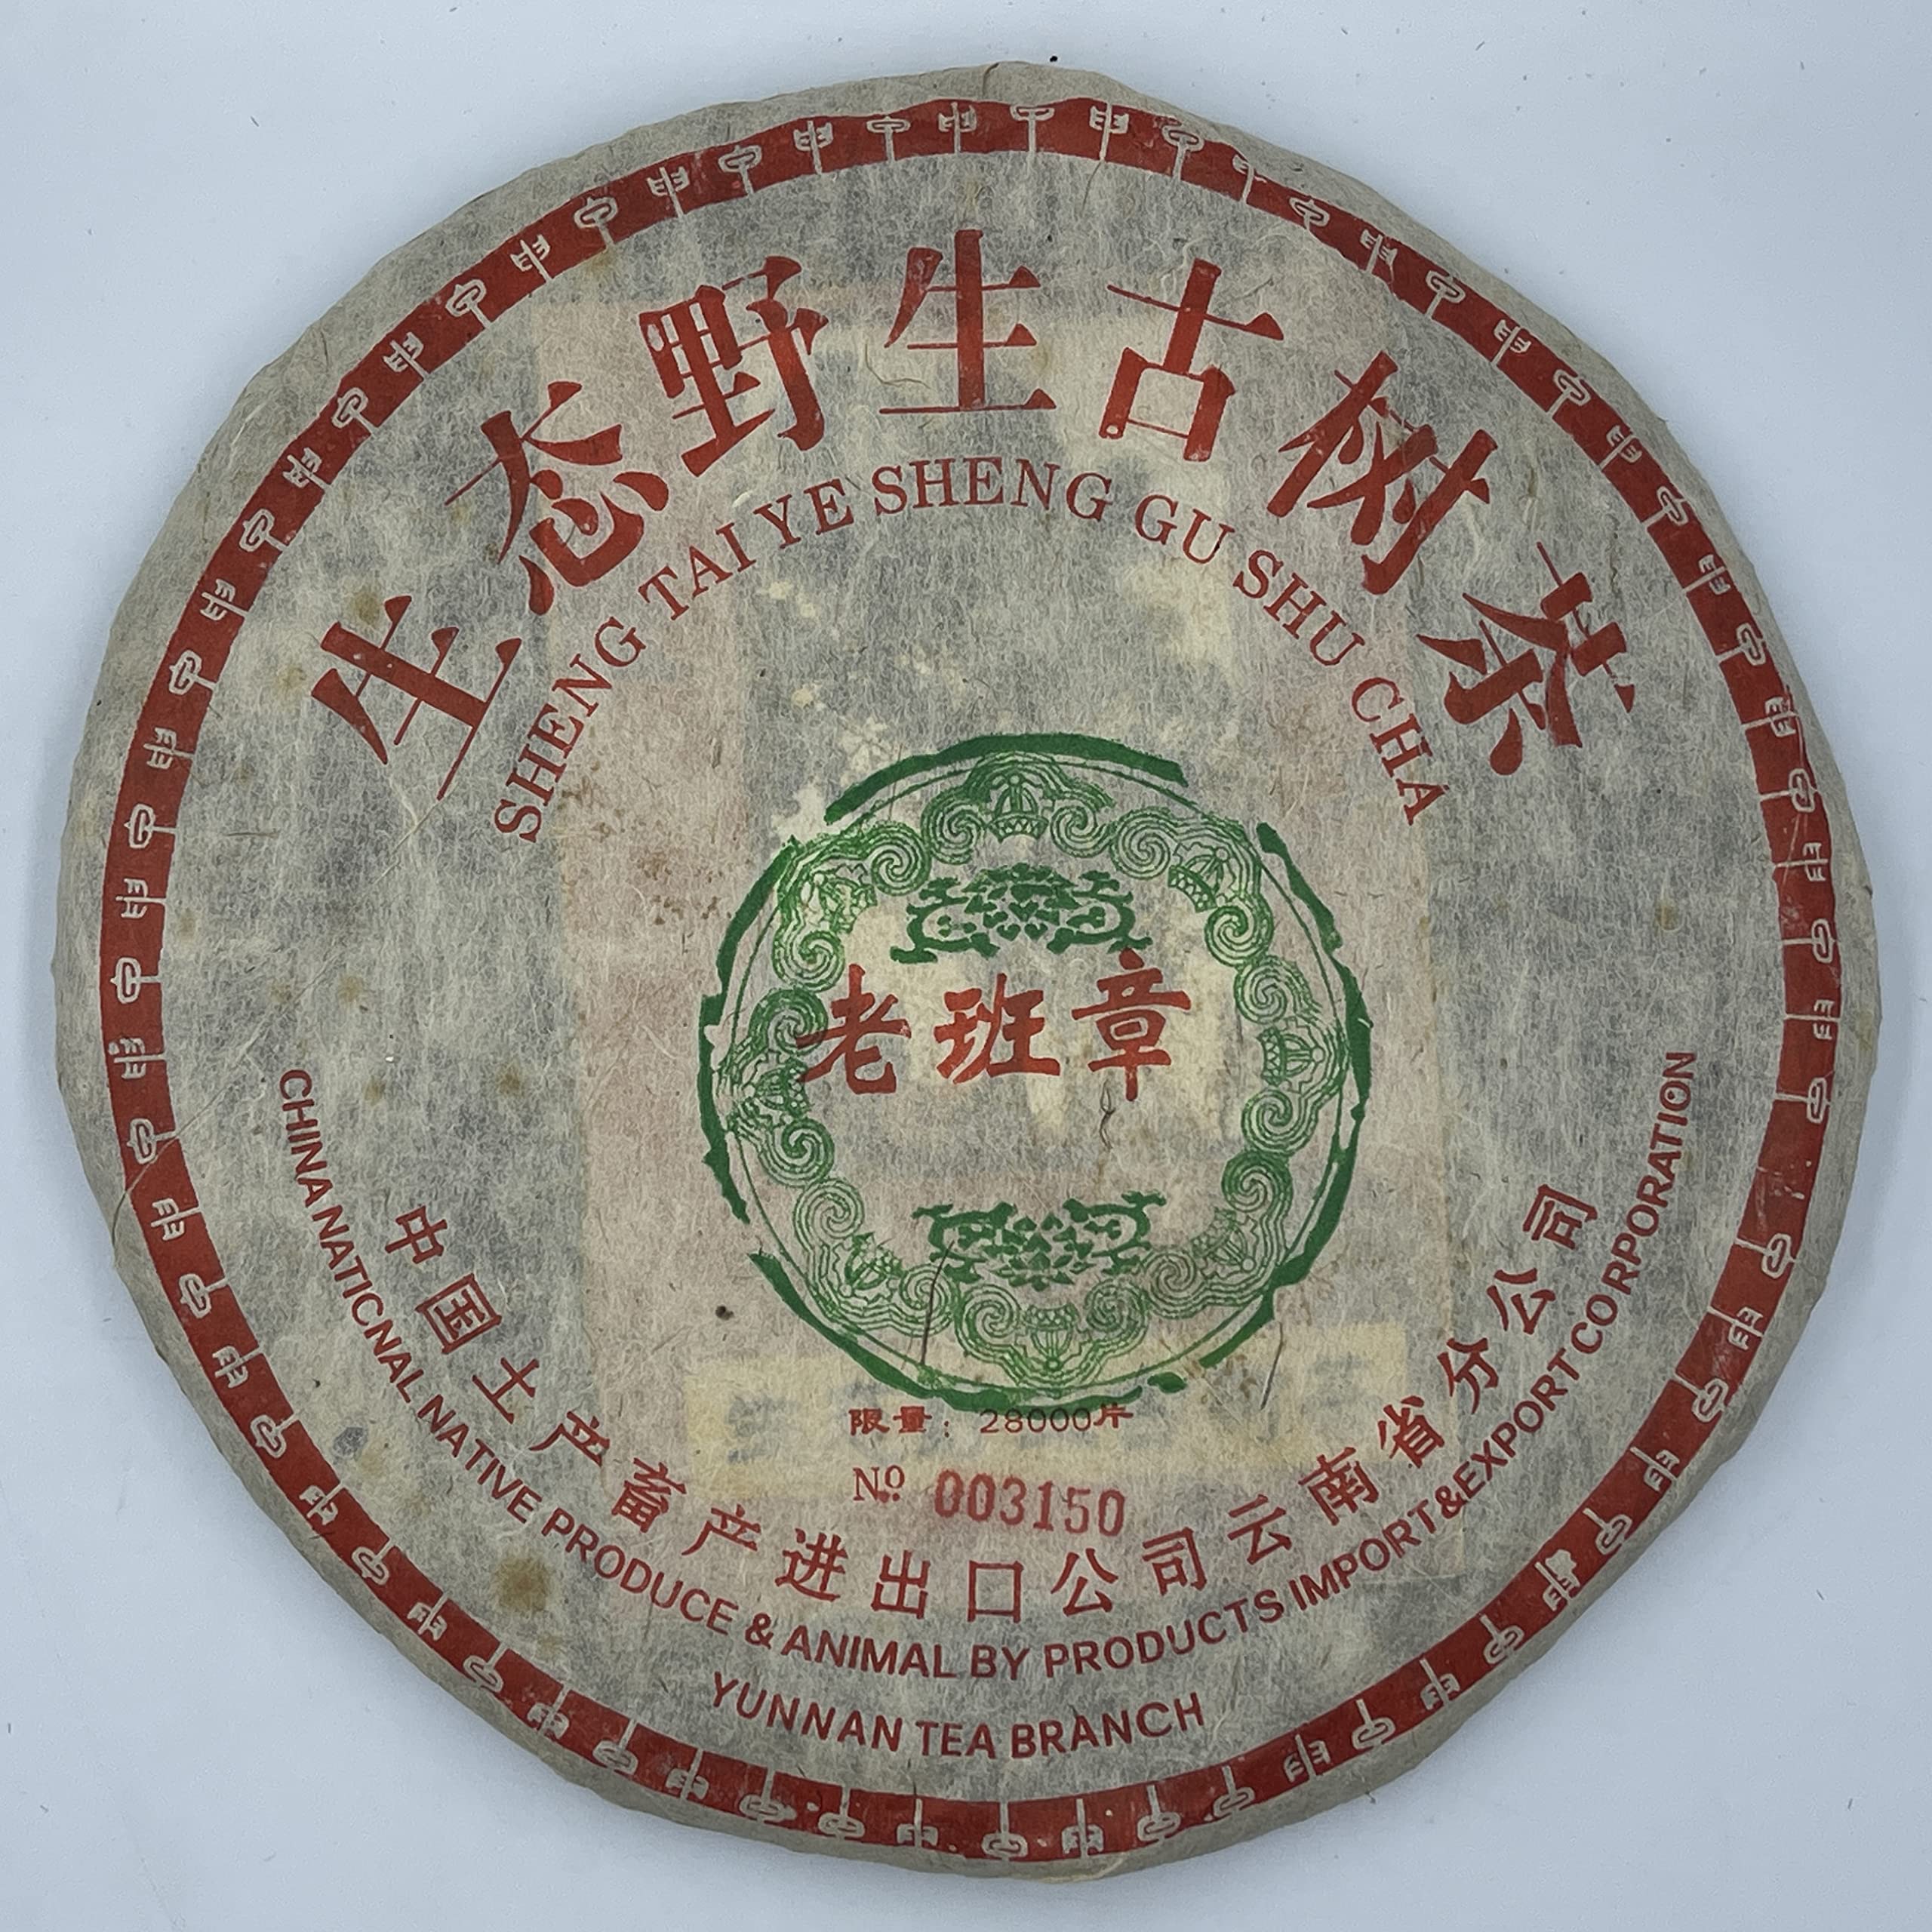 生态野生古树茶
SHENG TAI YE SHENG GU SHU CHA
老班章
限量：28000片
Nº 003150
中国土产畜产进出口公司云南省分公司
CHINA NATICNAL NATIVE PRODUCE & ANIMAL BY PRODUCTS IMPORT & EXPORT CORPORATION
YUNNAN TEA BRANCH